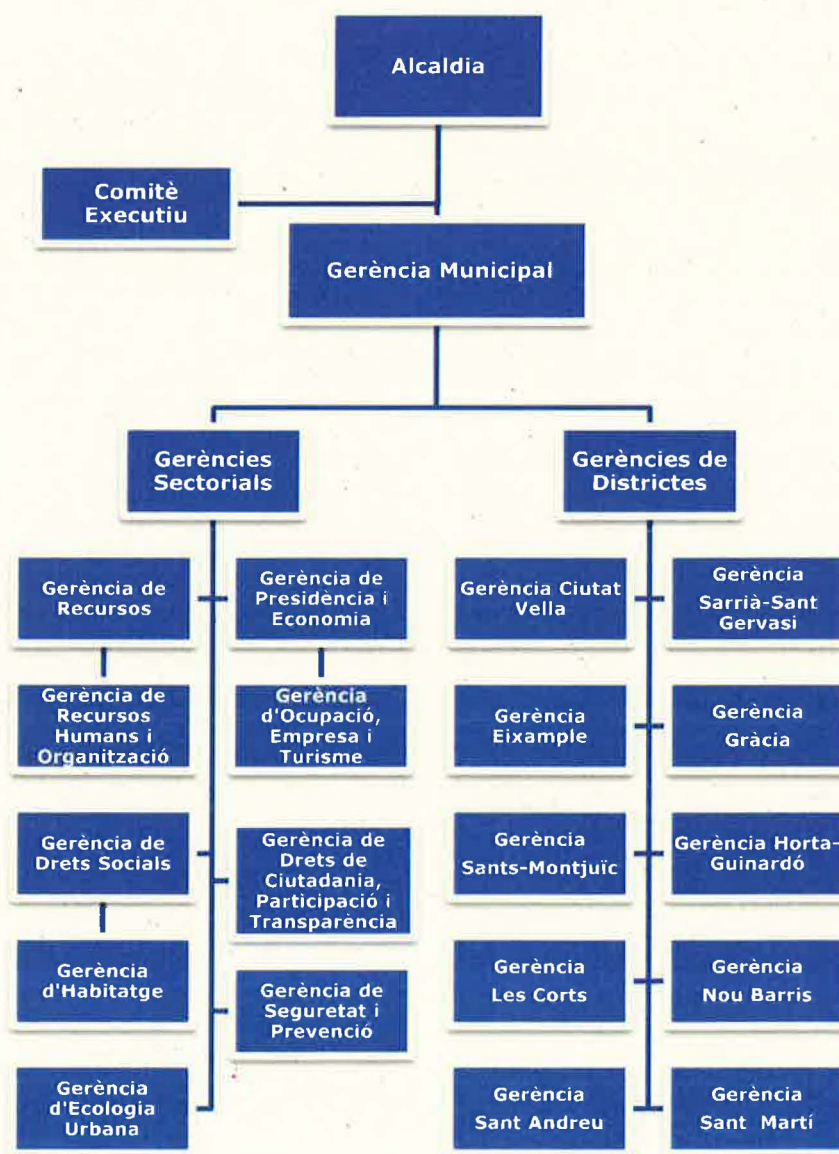 Alcaldia
Comitè
Executiu
Gerència Municipal
Gerències
Sectorials
Gerències de
Districtes
Gerència de
Recursos
Gerència de
Presidència i
Economia
Gerència Ciutat
Vella
Gerència
Sarrià-Sant
Gervasi
Gerència de
Recursos
Humans i
Organització
Gerència
d'Ocupació,
Empresa i
Turisme
Gerència
Eixample
Gerència
Gràcia
Gerència de
Drets Socials
Gerència de
Drets de
Ciutadania,
Participació i
Transparència
Gerència
Sants-Montjuïc
Gerència Horta-
Guinardó
Gerència
d'Habitatge
Gerència de
Seguretat i
Prevenció
Gerència
Les Corts
Gerència
Nou Barris
Gerència
d'Ecologia
Urbana
Gerència
Sant Andreu
Gerència
Sant Martí